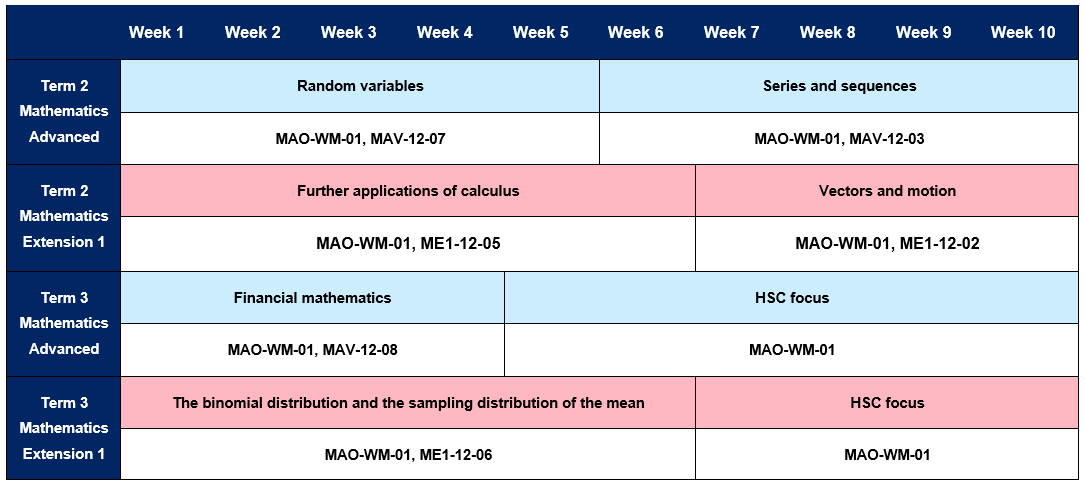 Week 1 Week 2 Week 3 Week 4 Week 5 Week 6 Week 7 Week 8 Week 9 Week 10
Term 2
Mathematics
Advanced
Random variables
Series and sequences
MAO-WM-01, MAV-12-07
MAO-WM-01, MAV-12-03
Term 2
Mathematics
Extension 1
Further applications of calculus
Vectors and motion
MAO-WM-01, ME1-12-05
MAO-WM-01, ME1-12-02
Term 3
Mathematics
Advanced
Financial mathematics
HSC focus
MAO-WM-01, MAV-12-08
MAO-WM-01
Term 3
Mathematics
Extension 1
The binomial distribution and the sampling distribution of the mean
HSC focus
MAO-WM-01, ME1-12-06
MAO-WM-01